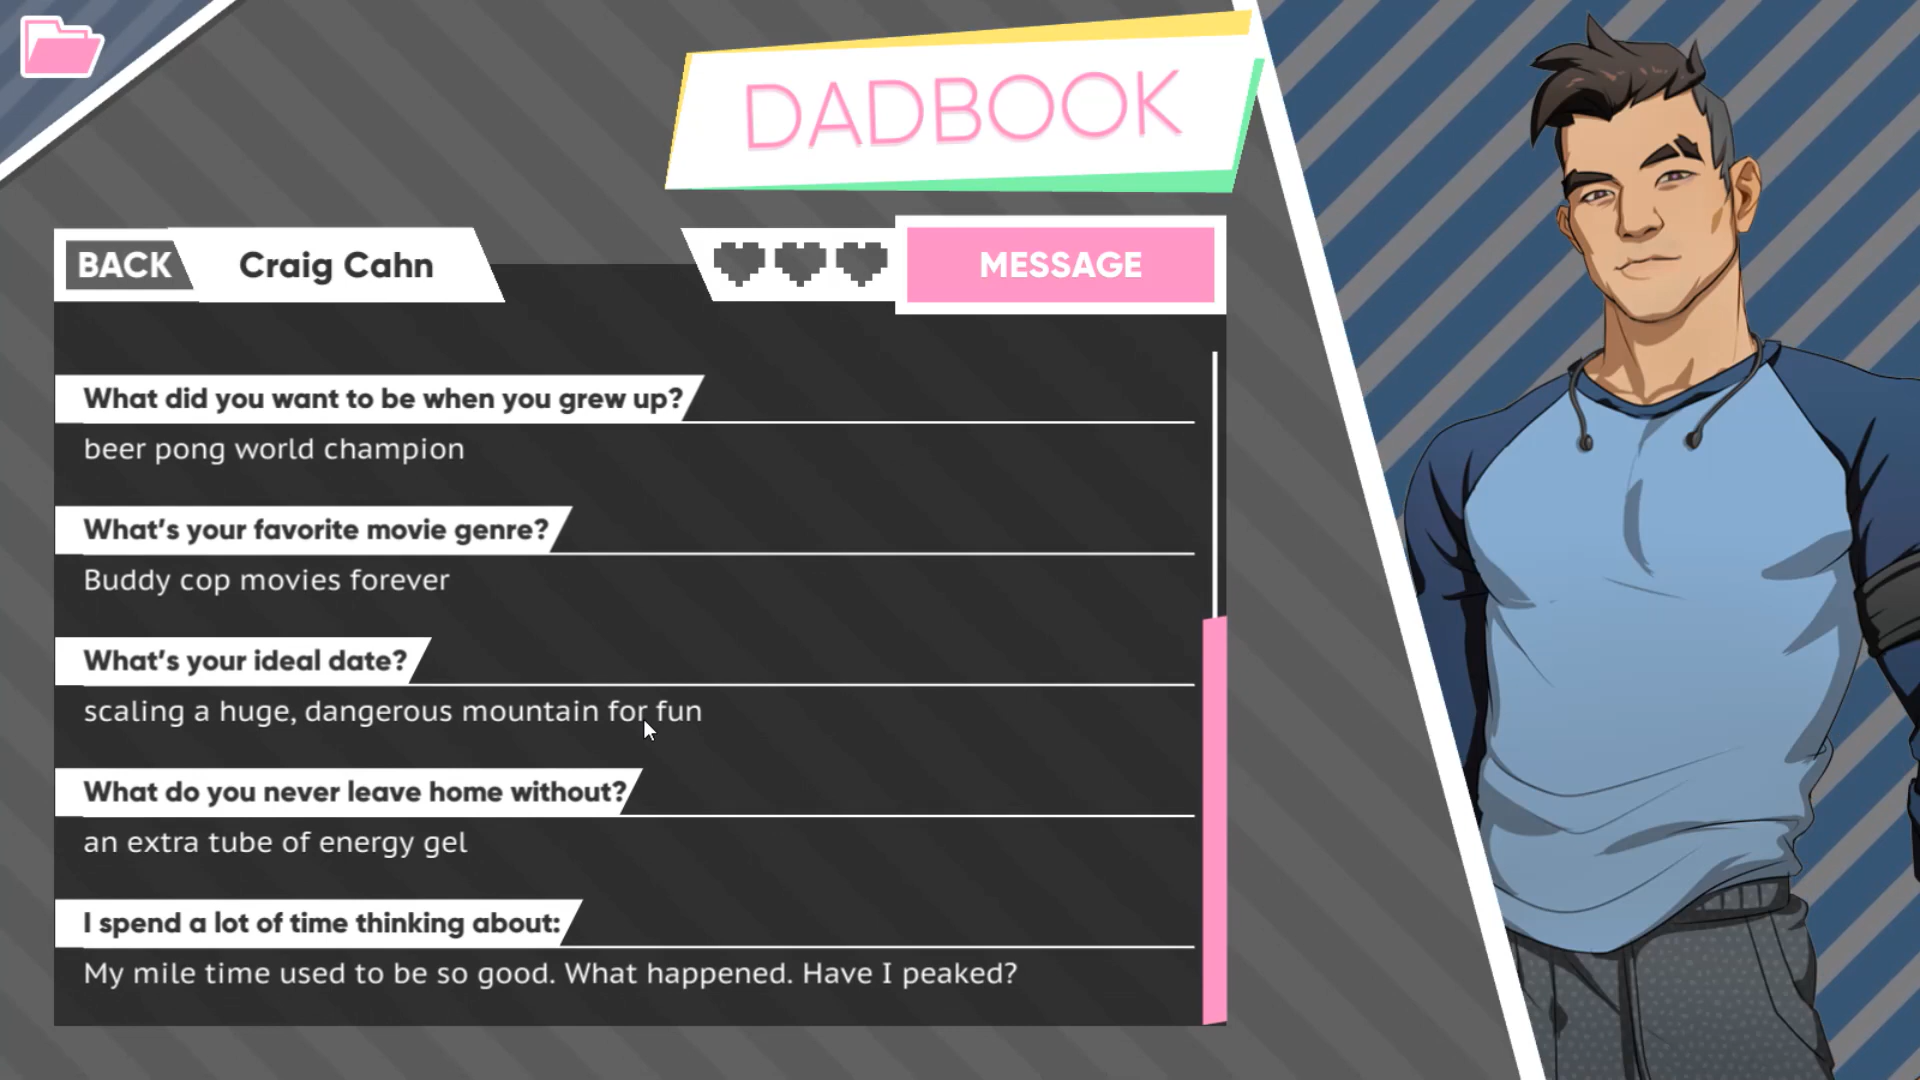 DADBOOK
BACK
Craig Cahn
MESSAGE
What did you want to be when you grew up?
beer pong world champion
What's your favorite movie genre?
Buddy cop movies forever
What's your ideal date?
scaling a huge, dangerous mountain for fun
What do you never leave home without?
an extra tube of energy gel
I spend a lot of time thinking about:
My mile time used to be so good. What happened. Have I peaked?